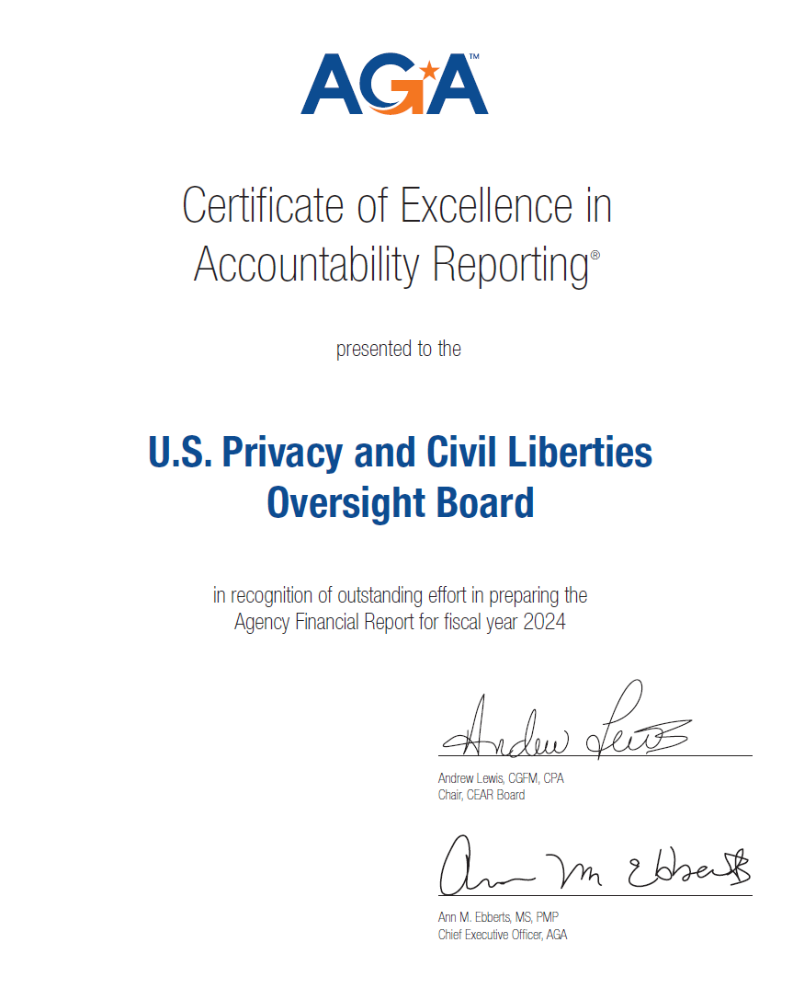 AGA™
Certificate of Excellence in
Accountability Reporting®
presented to the
U.S. Privacy and Civil Liberties
Oversight Board
in recognition of outstanding effort in preparing the
Agency Financial Report for fiscal year 2024
Andrew Lewis
Andrew Lewis, CGFM, CPA
Chair, CEAR Board
Ann M Ebberts
Ann M. Ebberts, MS, PMP
Chief Executive Officer, AGA